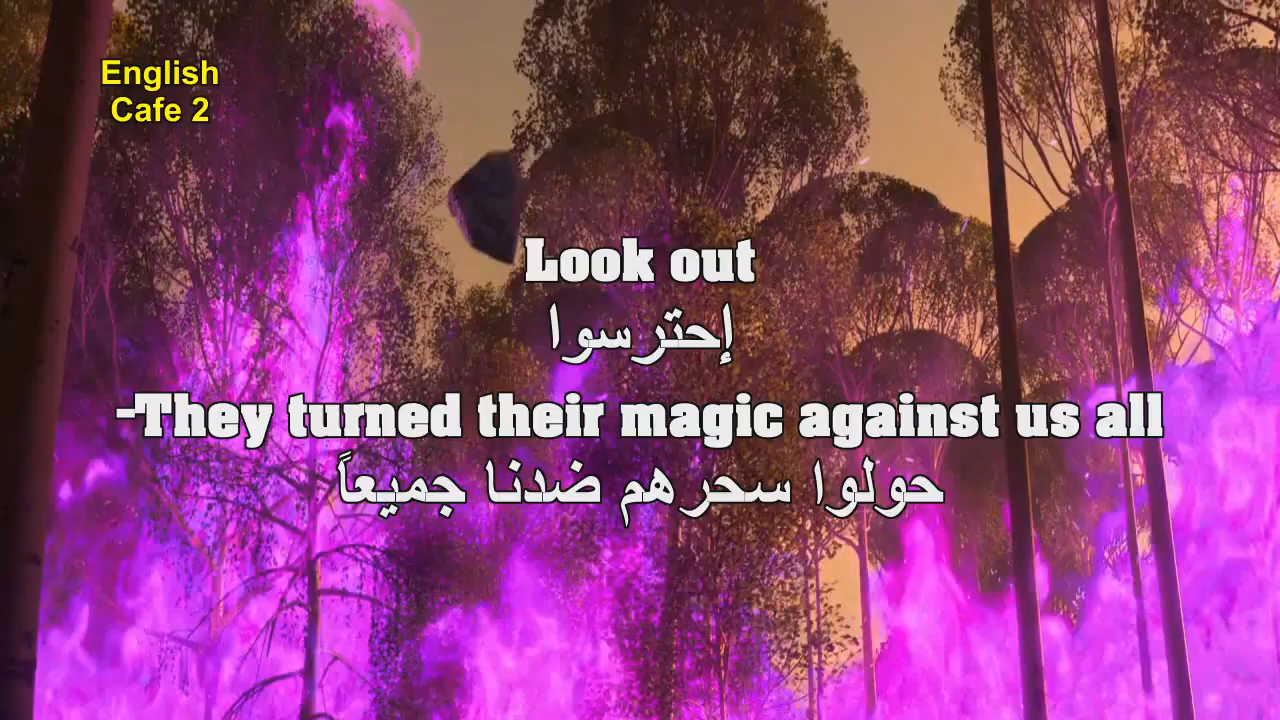 English
Cafe 2
Look out
إحترسوا
-They turned their magic against us all
حولوا سحرهم ضدنا جميعاً